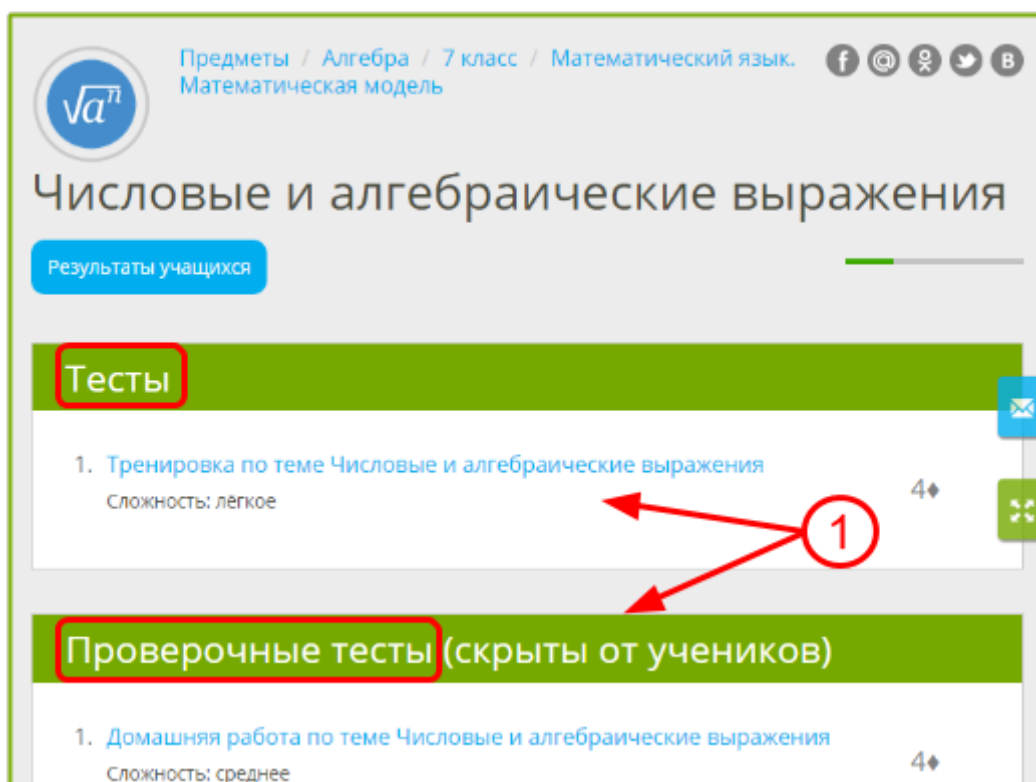 √aⁿ
Предметы / Алгебра / 7 класс / Математический язык.
Математическая модель
f @ B
Числовые и алгебраические выражения
Результаты учащихся
Тесты
1. Тренировка по теме Числовые и алгебраические выражения
Сложность: лёгкое
4♦
1
Проверочные тесты (скрыты от учеников)
1. Домашняя работа по теме Числовые и алгебраические выражения
Сложность: среднее
4♦